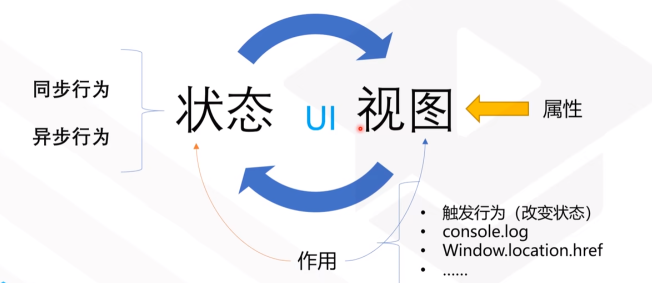 同步行为
异步行为
状态 UI 视图
属性
作用
• 触发行为（改变状态）
• console.log
• Window.location.href
• ......